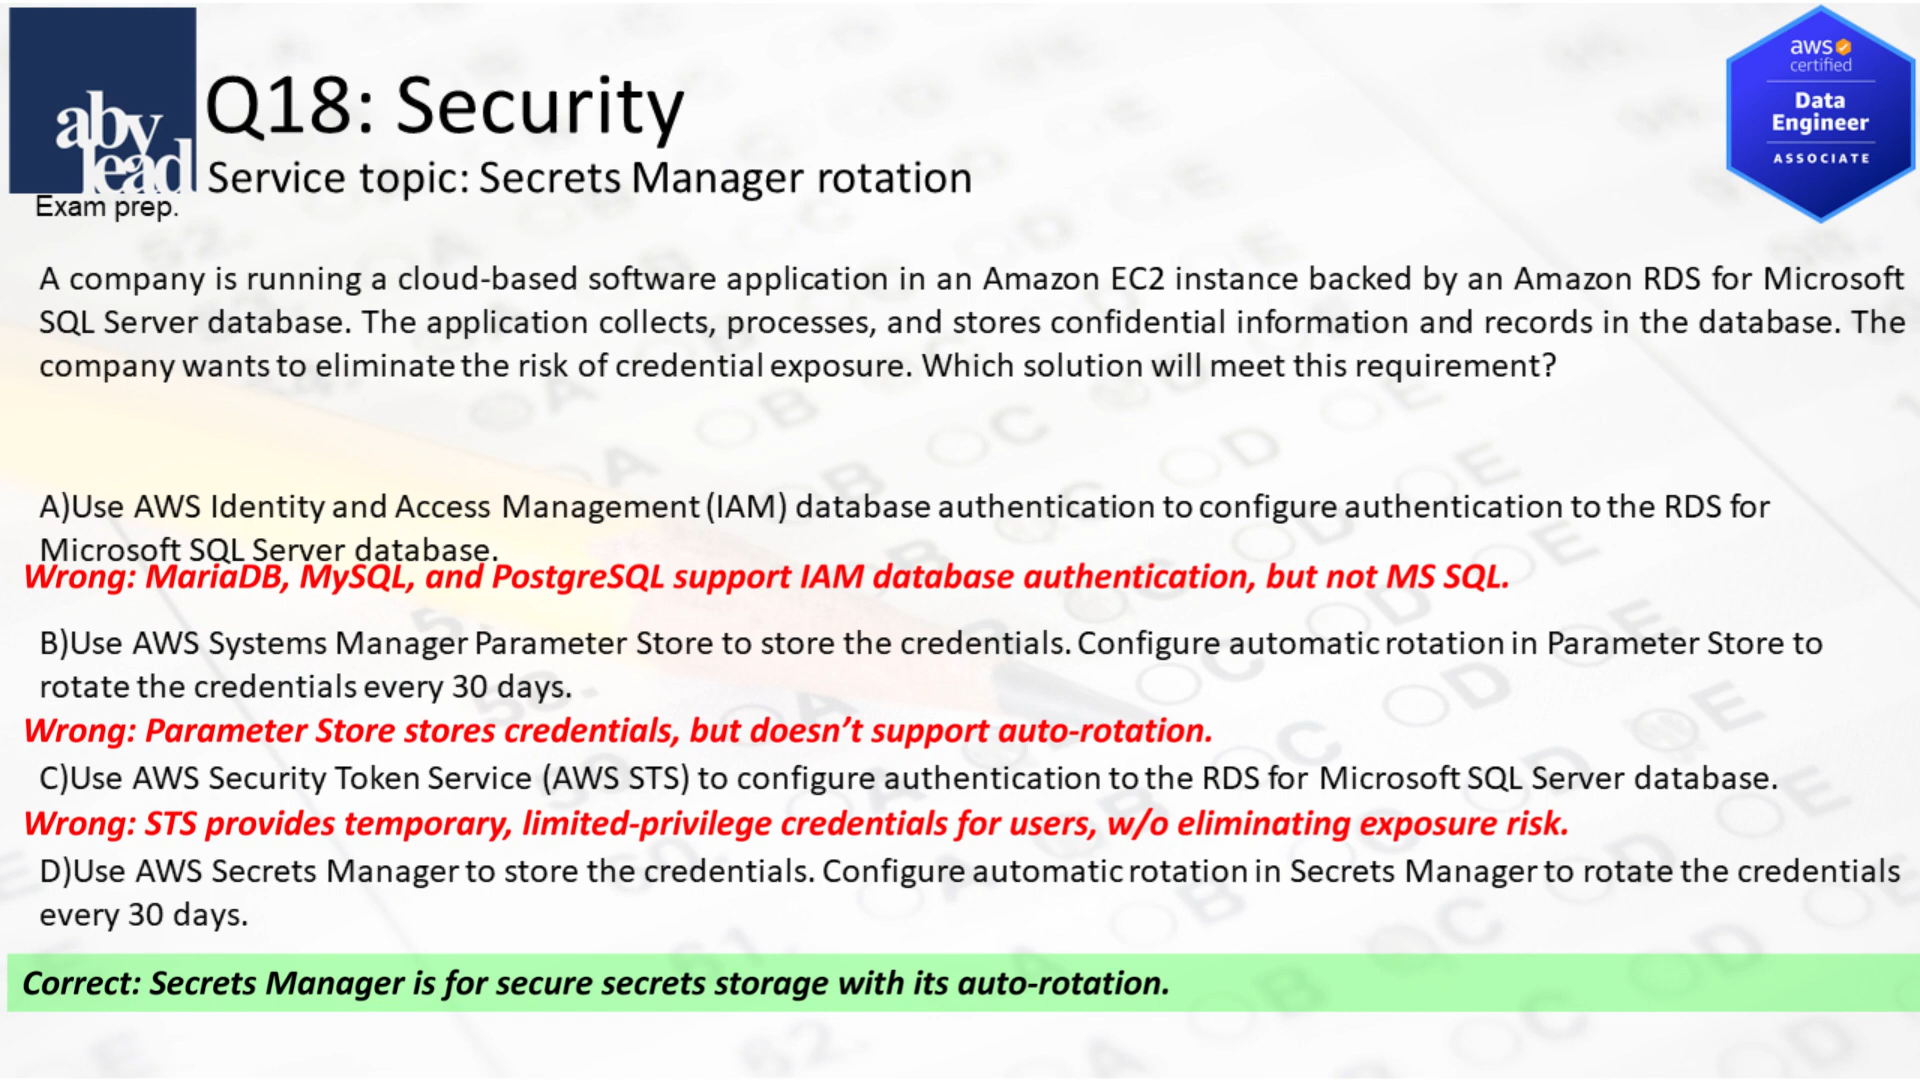 aby
lead
Exam prep.
Q18: Security
Service topic: Secrets Manager rotation
aws
certified
Data
Engineer
ASSOCIATE
A company is running a cloud-based software application in an Amazon EC2 instance backed by an Amazon RDS for Microsoft
SQL Server database. The application collects, processes, and stores confidential information and records in the database. The
company wants to eliminate the risk of credential exposure. Which solution will meet this requirement?
A)Use AWS Identity and Access Management (IAM) database authentication to configure authentication to the RDS for
Microsoft SQL Server database.
Wrong: MariaDB, MySQL, and PostgreSQL support IAM database authentication, but not MS SQL.
B)Use AWS Systems Manager Parameter Store to store the credentials. Configure automatic rotation in Parameter Store to
rotate the credentials every 30 days.
Wrong: Parameter Store stores credentials, but doesn't support auto-rotation.
C)Use AWS Security Token Service (AWS STS) to configure authentication to the RDS for Microsoft SQL Server database.
Wrong: STS provides temporary, limited-privilege credentials for users, w/o eliminating exposure risk.
D)Use AWS Secrets Manager to store the credentials. Configure automatic rotation in Secrets Manager to rotate the credentials
every 30 days.
Correct: Secrets Manager is for secure secrets storage with its auto-rotation.